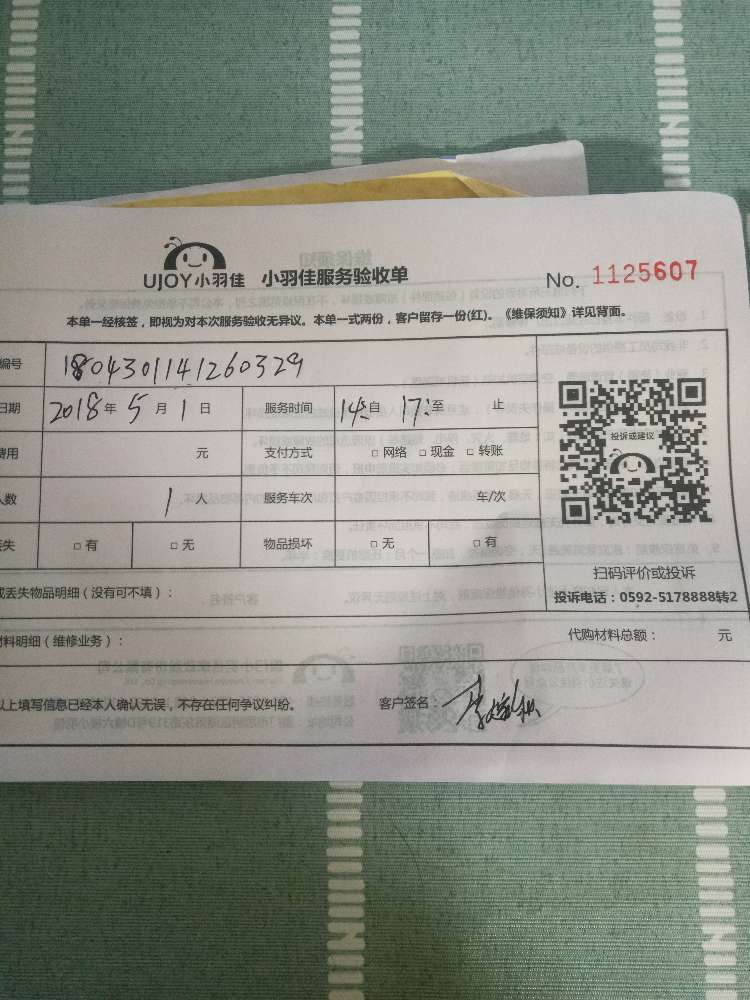 UJOY小羽佳 小羽佳服务验收单 No. 1125607
本单一经核签，即视为对本次服务验收无异议。本单一式两份，客户留存一份(红)。《维保须知》详见背面。
编号 1804301141260329
日期 2018年5月1日 服务时间 14:自 17:至 止
费用 元 支付方式 □ 网络 □ 现金 □ 转账
投诉或建议
人数 1人 服务车次 车/次
丢失 □ 有 □ 无 物品损坏 □ 无 □ 有
扫码评价或投诉
或丢失物品明细（没有可不填）：
投诉电话：0592-5178888转2
材料明细（维修业务）： 代购材料总额： 元
以上填写信息已经本人确认无误，不存在任何争议纠纷。 客户签名：